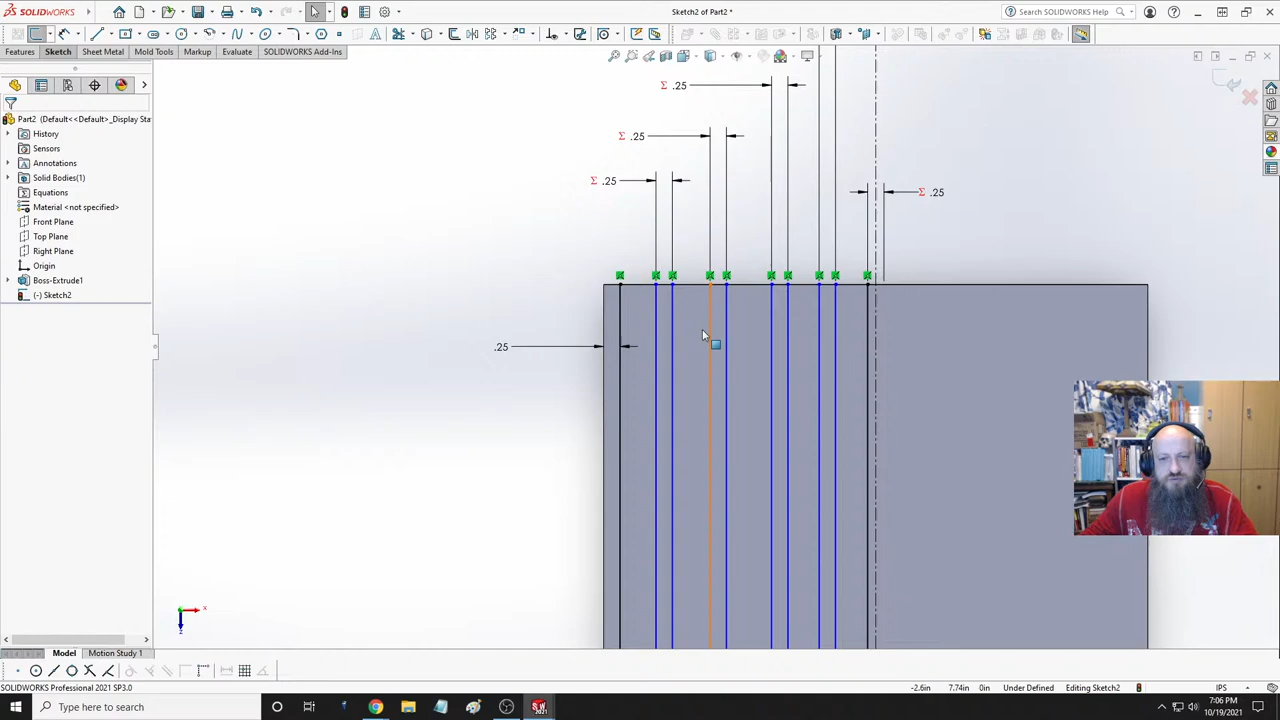 SOLIDWORKS
Sketch2 of Part2 *
Search SOLIDWORKS Help
Features
Sketch
Sheet Metal
Mold Tools
Markup
Evaluate
SOLIDWORKS Add-Ins
Part2 (Default<<Default>_Display Sta
History
Sensors
Annotations
Solid Bodies(1)
Equations
Material <not specified>
Front Plane
Top Plane
Right Plane
Origin
Boss-Extrude1
(-) Sketch2
Σ .25
Σ .25
Σ .25
Σ .25
.25
x
z
Model
Motion Study 1
SOLIDWORKS Professional 2021 SP3.0
-2.6in
7.74in
0in
Under Defined
Editing Sketch2
IPS
Type here to search
7:06 PM
10/19/2021